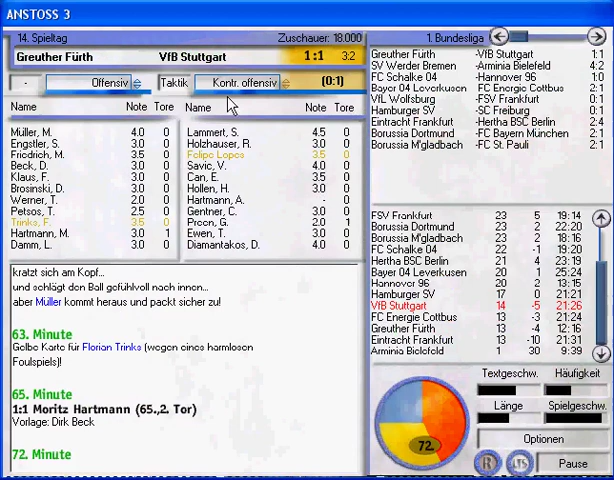 ANSTOSS 3
14. Spieltag Zuschauer: 18.000
Greuther Fürth VfB Stuttgart 1:1 3:2
- Offensiv Taktik Kontr. offensiv (0:1)
Name Note Tore Name Note Tore
Müller, M. 4.0 0 Lammert, S. 4.5 0
Engstler, S. 3.0 0 Holzhauser, R. 3.0 0
Friedrich, M. 3.5 0 Felipe Lopes 3.5 0
Beck, D. 3.0 0 Savic, V. 4.0 0
Klaus, F. 3.0 0 Can, E. 3.5 0
Brosinski, D. 3.0 0 Hollen, H. 3.0 0
Werner, T. 2.0 0 Hartmann, A. - 0
Petsos, T. 2.5 0 Gentner, C. 3.0 0
Trinks, F. 3.5 0 Preen, G. 2.0 1
Hartmann, M. 3.0 1 Ewen, T. 3.0 0
Damm, L. 3.0 0 Diamantakos, D. 4.0 0
kratzt sich am Kopf...
und schlägt den Ball gefühlvoll nach innen...
aber Müller kommt heraus und packt sicher zu!
63. Minute
Gelbe Karte für Florian Trinks (wegen eines harmlosen
Foulspiels)!
65. Minute
1:1 Moritz Hartmann (65.,2. Tor)
Vorlage: Dirk Beck
72. Minute
1. Bundesliga
Greuther Fürth -VfB Stuttgart 1:1
SV Werder Bremen -Arminia Bielefeld 4:2
FC Schalke 04 -Hannover 96 1:0
Bayer 04 Leverkusen -FC Energie Cottbus 2:1
VfL Wolfsburg -FSV Frankfurt 0:1
Hamburger SV -SC Freiburg 0:1
Eintracht Frankfurt -Hertha BSC Berlin 2:4
Borussia Dortmund -FC Bayern München 2:1
Borussia M'gladbach -FC St. Pauli 2:1
FSV Frankfurt 23 5 19:14
Borussia Dortmund 23 2 22:20
Borussia M'gladbach 23 2 18:16
FC Schalke 04 22 -1 19:20
Hertha BSC Berlin 21 4 23:19
Bayer 04 Leverkusen 20 1 25:24
Hannover 96 20 2 15:13
Hamburger SV 17 0 21:21
VfB Stuttgart 14 -5 21:26
FC Energie Cottbus 13 -3 21:24
Greuther Fürth 13 -4 12:16
Eintracht Frankfurt 13 -10 21:31
Arminia Bielefeld 1 30 9:39
Textgeschw. Häufigkeit
Länge Spielgeschw.
72.
Optionen
R Pause